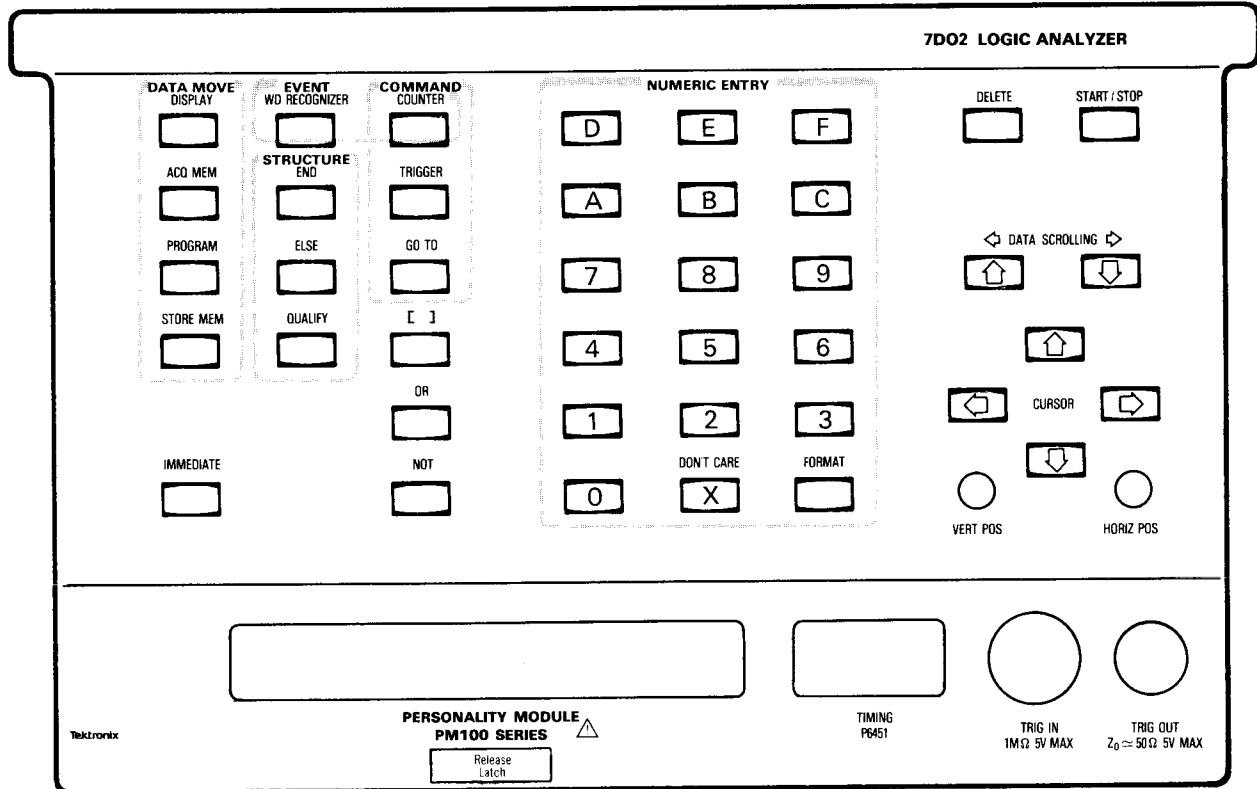 7D02 LOGIC ANALYZER
DATA MOVE
EVENT
COMMAND
NUMERIC ENTRY
DISPLAY
WD RECOGNIZER
COUNTER
DELETE
START / STOP
D
E
F
STRUCTURE
ACQ MEM
END
TRIGGER
A
B
C
PROGRAM
ELSE
GO TO
DATA SCROLLING
7
8
9
STORE MEM
QUALIFY
[ ]
4
5
6
OR
1
2
3
CURSOR
IMMEDIATE
NOT
DON'T CARE
FORMAT
0
X
VERT POS
HORIZ POS
Tektronix
PERSONALITY MODULE
PM100 SERIES
Release
Latch
TIMING
P6451
TRIG IN
1MΩ 5V MAX
TRIG OUT
Z₀ ≃ 50Ω 5V MAX